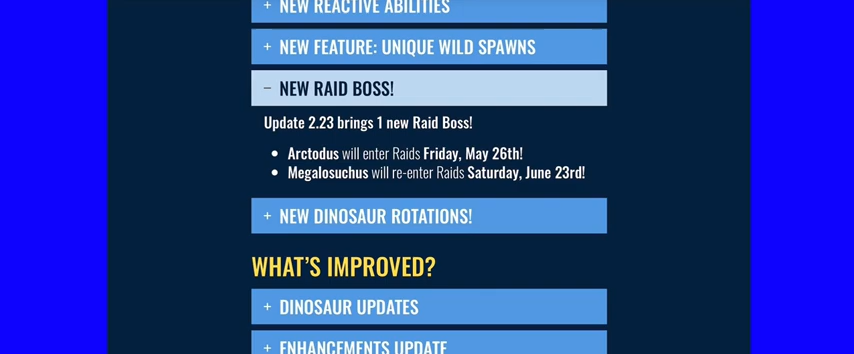 + NEW REACTIVE ABILITIES
+ NEW FEATURE: UNIQUE WILD SPAWNS
− NEW RAID BOSS!
Update 2.23 brings 1 new Raid Boss!
• Arctodus will enter Raids Friday, May 26th!
• Megalosuchus will re-enter Raids Saturday, June 23rd!
+ NEW DINOSAUR ROTATIONS!
WHAT'S IMPROVED?
+ DINOSAUR UPDATES
+ ENHANCEMENTS UPDATE